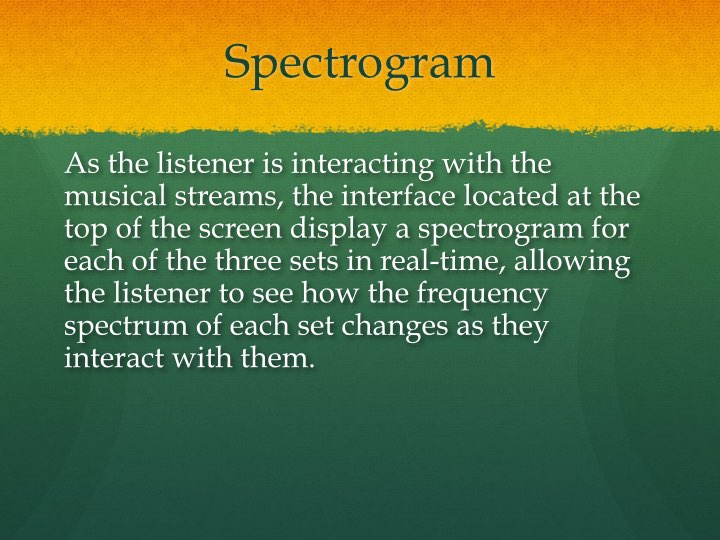 Spectrogram
As the listener is interacting with the
musical streams, the interface located at the
top of the screen display a spectrogram for
each of the three sets in real-time, allowing
the listener to see how the frequency
spectrum of each set changes as they
interact with them.